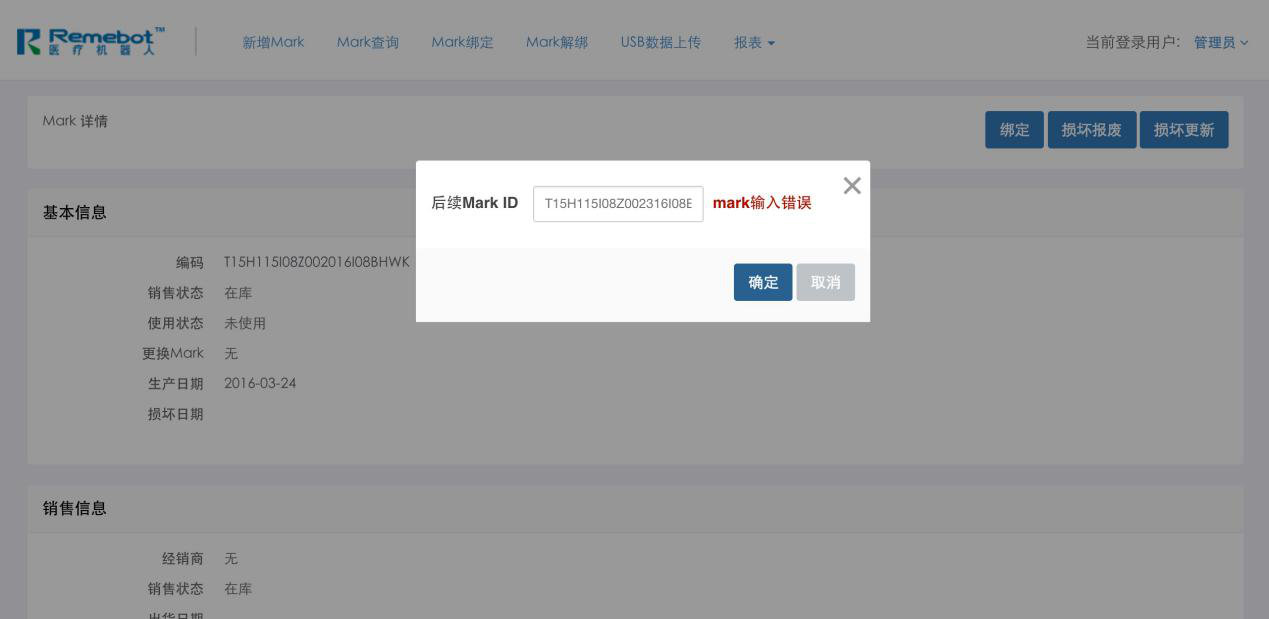 Remebot™
医疗机器人
新增Mark Mark查询 Mark绑定 Mark解绑 USB数据上传 报表 当前登录用户: 管理员
Mark 详情
绑定 损坏报废 损坏更新
后续Mark ID T15H115I08Z002316I08B mark输入错误
确定 取消
基本信息
编码 T15H115I08Z002016I08BHWK
销售状态 在库
使用状态 未使用
更换Mark 无
生产日期 2016-03-24
损坏日期
销售信息
经销商 无
销售状态 在库
出货日期